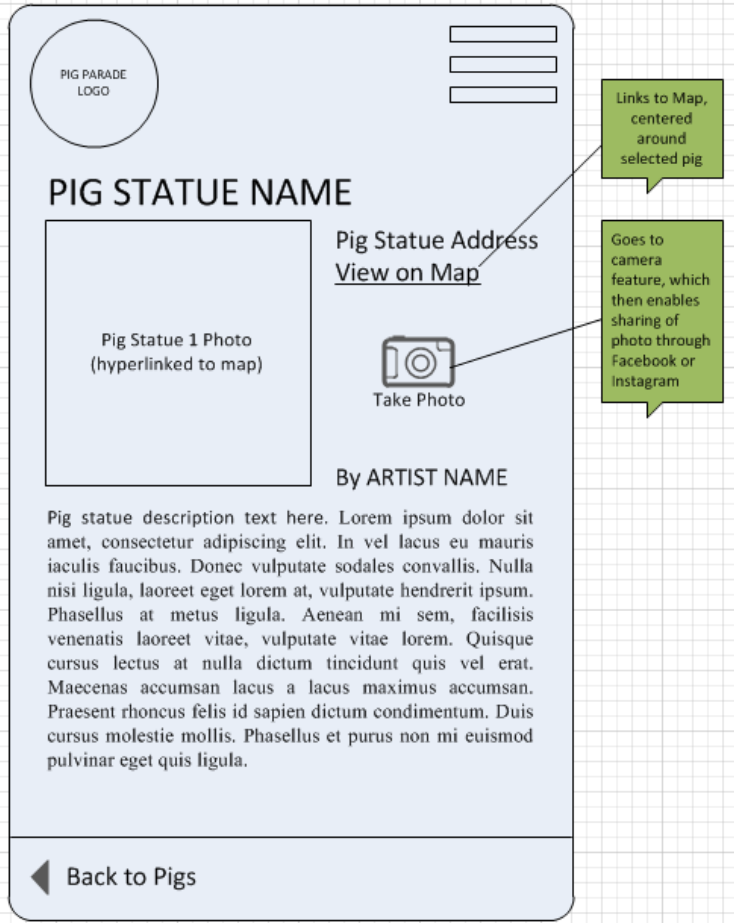 PIG PARADE
LOGO
PIG STATUE NAME
Pig Statue 1 Photo
(hyperlinked to map)
Pig Statue Address
View on Map
Take Photo
By ARTIST NAME
Pig statue description text here. Lorem ipsum dolor sit
amet, consectetur adipiscing elit. In vel lacus eu mauris
iaculis faucibus. Donec vulputate sodales convallis. Nulla
nisi ligula, laoreet eget lorem at, vulputate hendrerit ipsum.
Phasellus at metus ligula. Aenean mi sem, facilisis
venenatis laoreet vitae, vulputate vitae lorem. Quisque
cursus lectus at nulla dictum tincidunt quis vel erat.
Maecenas accumsan lacus a lacus maximus accumsan.
Praesent rhoncus felis id sapien dictum condimentum. Duis
cursus molestie mollis. Phasellus et purus non mi euismod
pulvinar eget quis ligula.
Back to Pigs
Links to Map,
centered
around
selected pig
Goes to
camera
feature, which
then enables
sharing of
photo through
Facebook or
Instagram